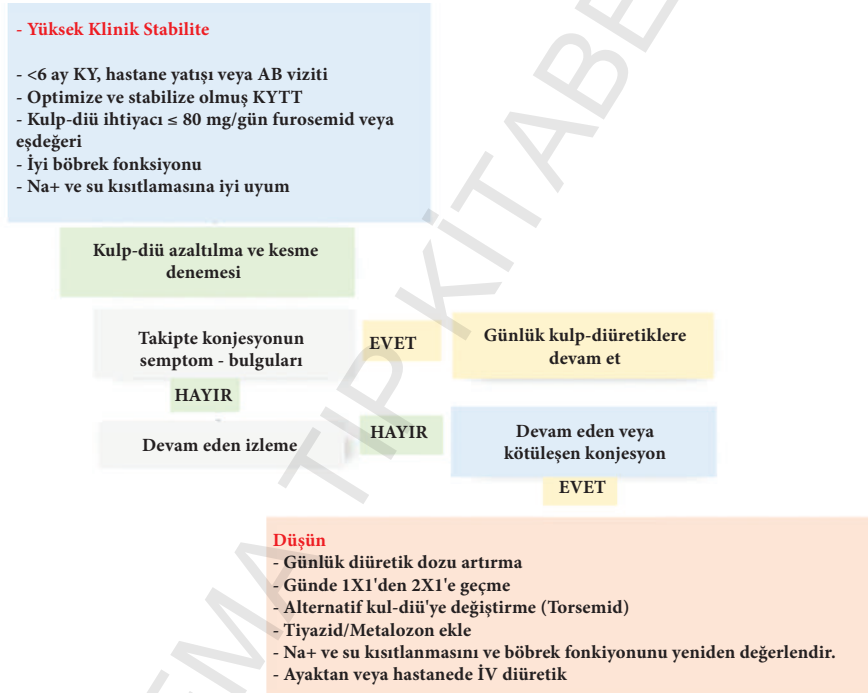 - Yüksek Klinik Stabilite
- <6 ay KY, hastane yatışı veya AB viziti
- Optimize ve stabilize olmuş KYTT
- Kulp-diü ihtiyacı ≤ 80 mg/gün furosemid veya
eşdeğeri
- İyi böbrek fonksiyonu
- Na+ ve su kısıtlamasına iyi uyum
Kulp-diü azaltılma ve kesme
denemesi
Takipte konjesyonun
semptom - bulguları
EVET
Günlük kulp-diüretiklere
devam et
HAYIR
Devam eden izleme
HAYIR
Devam eden veya
kötüleşen konjesyon
EVET
Düşün
- Günlük diüretik dozu artırma
- Günde 1X1'den 2X1'e geçme
- Alternatif kul-diü'ye değiştirme (Torsemid)
- Tiyazid/Metalozon ekle
- Na+ ve su kısıtlanmasını ve böbrek fonkiyonunu yeniden değerlendir.
- Ayaktan veya hastanede İV diüretik
EMA TIP KİTABE